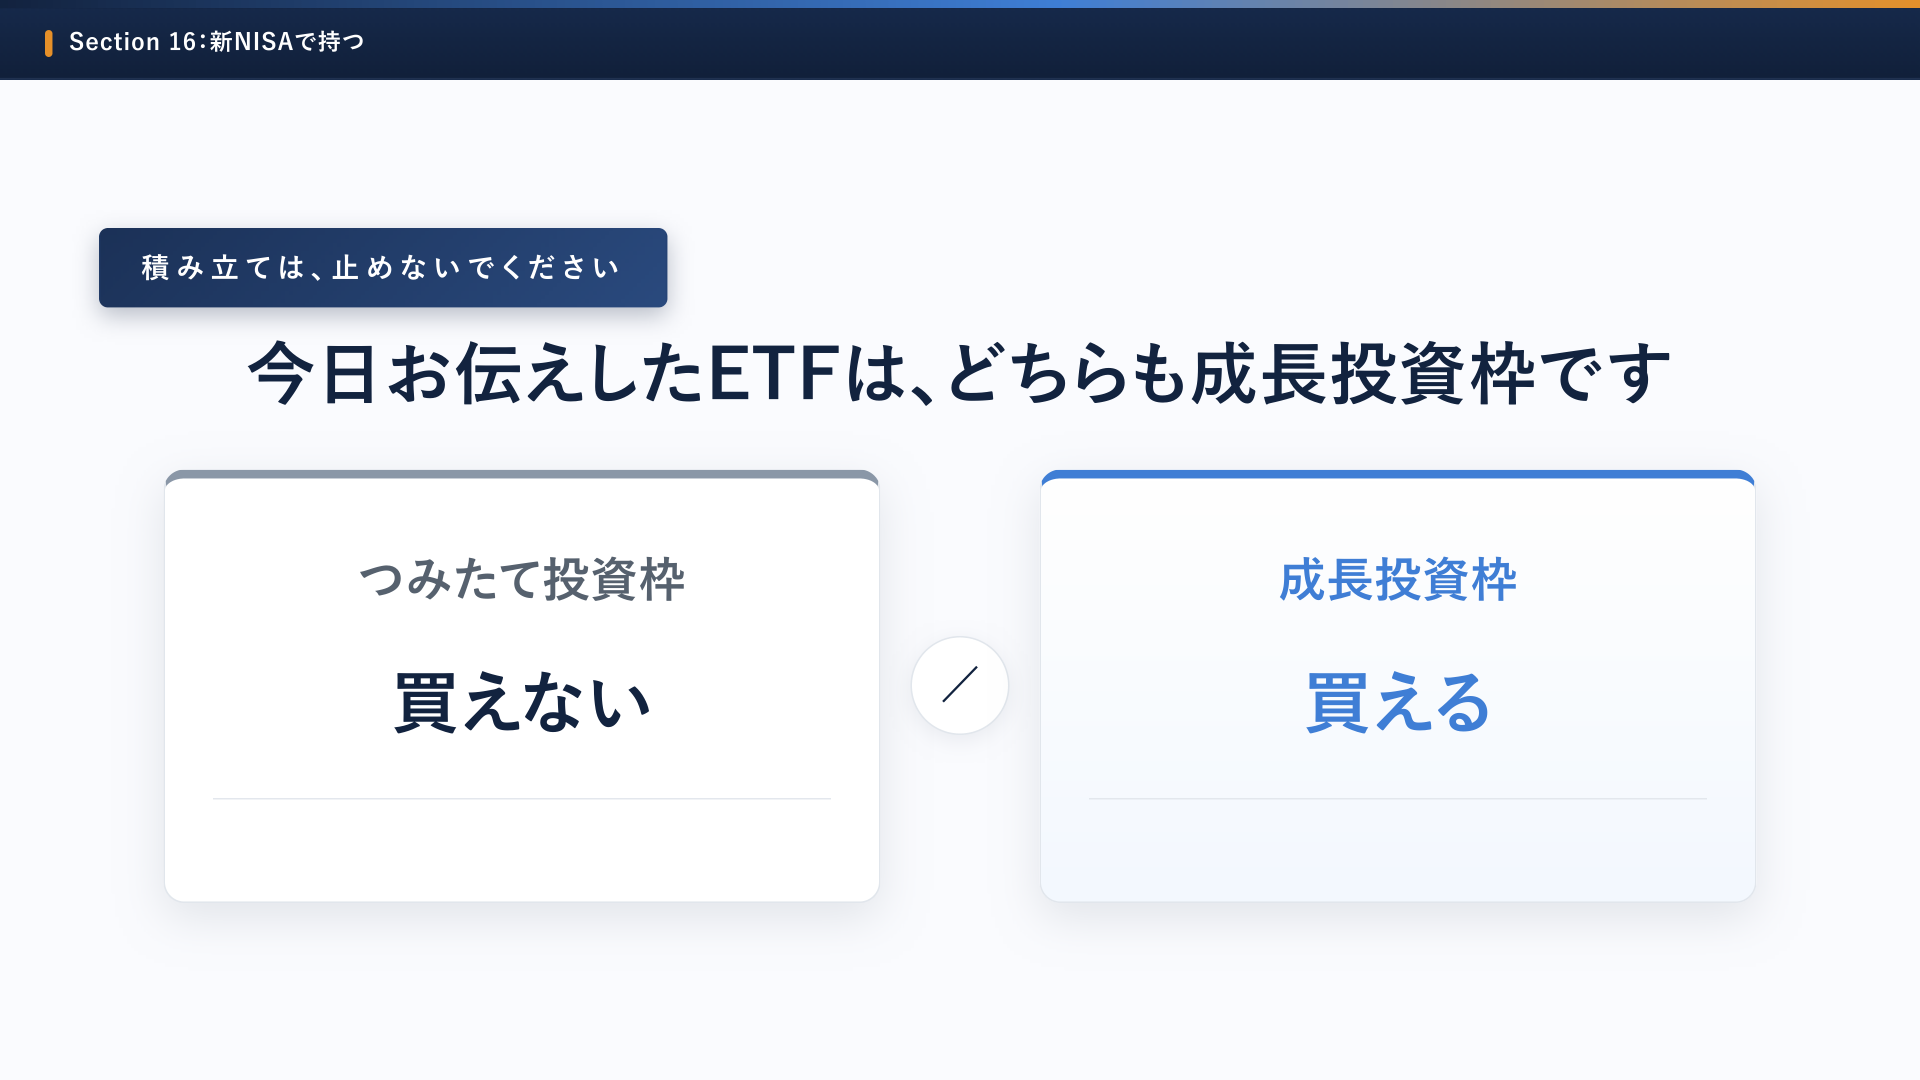 Section 16：新NISAで持つ
積み立ては、止めないでください
今日お伝えしたETFは、どちらも成長投資枠です
つみたて投資枠
買えない
／
成長投資枠
買える